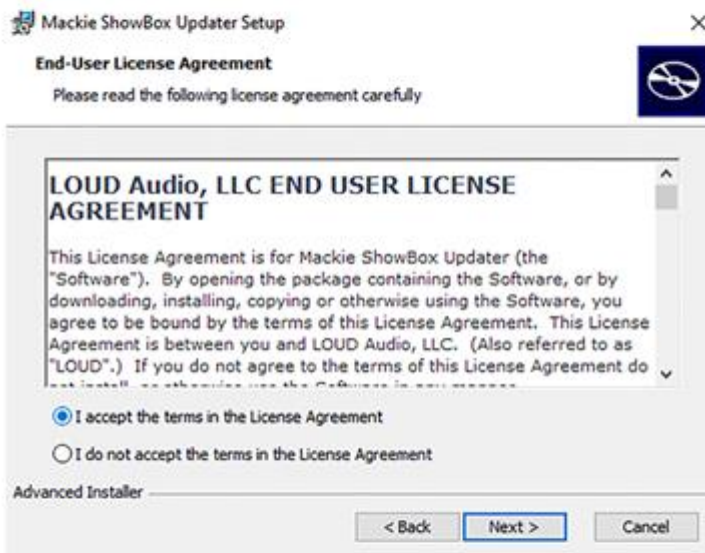 Mackie ShowBox Updater Setup
End-User License Agreement
Please read the following license agreement carefully
LOUD Audio, LLC END USER LICENSE
AGREEMENT
This License Agreement is for Mackie ShowBox Updater (the
"Software").  By opening the package containing the Software, or by
downloading, installing, copying or otherwise using the Software, you
agree to be bound by the terms of this License Agreement.  This License
Agreement is between you and LOUD Audio, LLC.  (Also referred to as
"LOUD".)  If you do not agree to the terms of this License Agreement do
I accept the terms in the License Agreement
I do not accept the terms in the License Agreement
Advanced Installer
< Back
Next >
Cancel